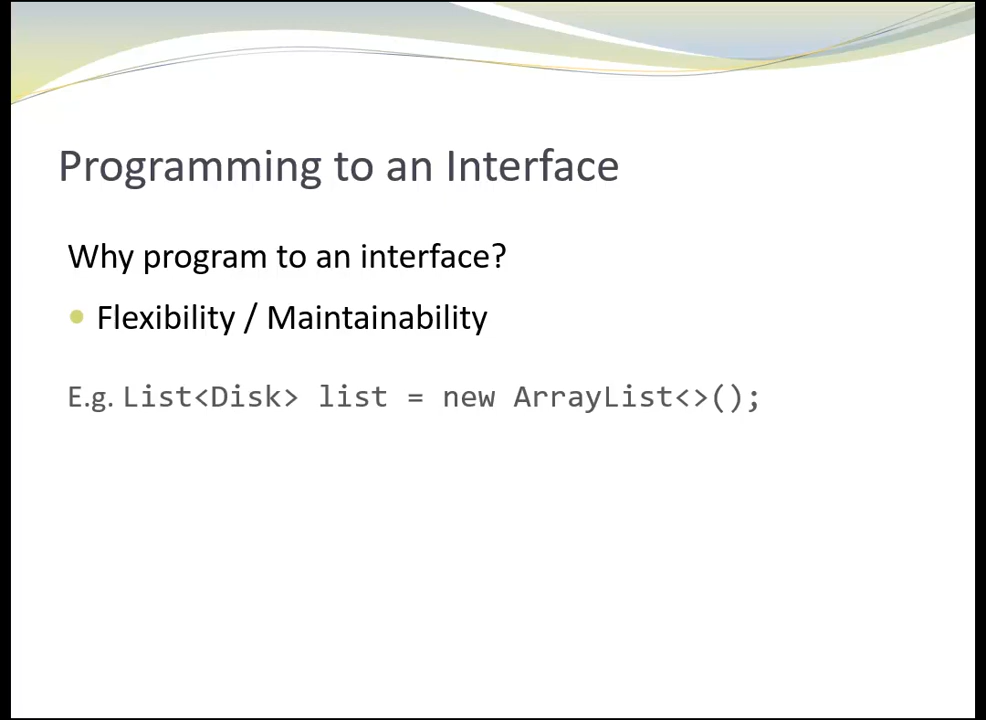 Programming to an Interface
Why program to an interface?
Flexibility / Maintainability
E.g. List<Disk> list = new ArrayList<>();